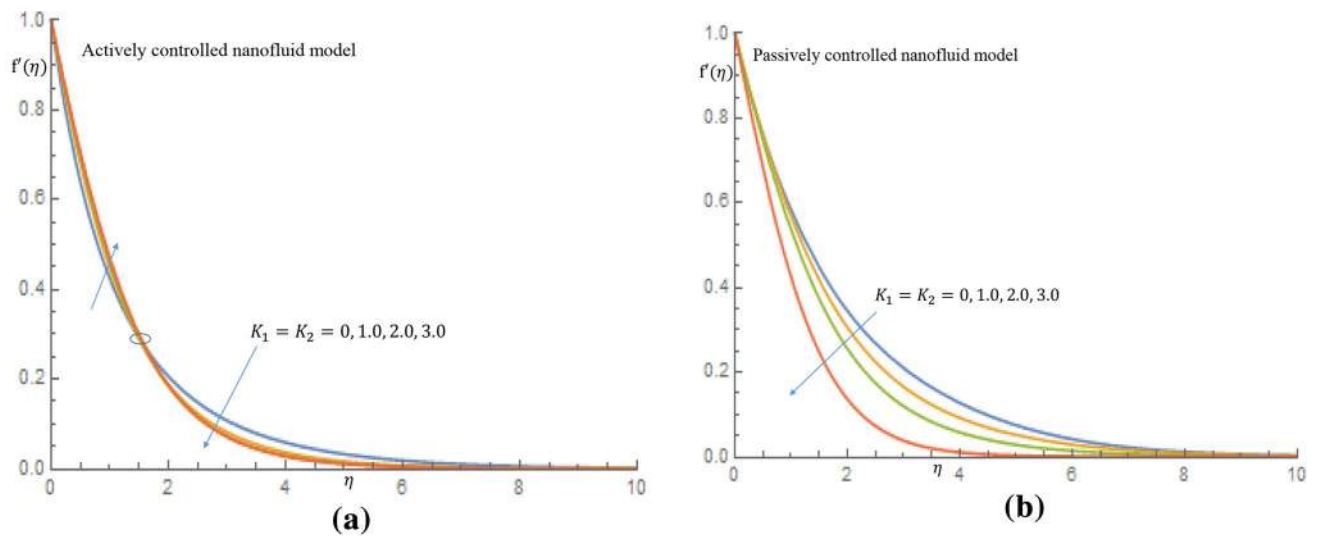 1.0
Actively controlled nanofluid model
f′(η)
0.8
0.6
0.4
K₁ = K₂ = 0, 1.0, 2.0, 3.0
0.2
0.0
0 2 4 6 8 10
η
(a)
1.0
Passively controlled nanofluid model
f′(η)
0.8
0.6
0.4
K₁ = K₂ = 0, 1.0, 2.0, 3.0
0.2
0.0
0 2 4 6 8 10
η
(b)